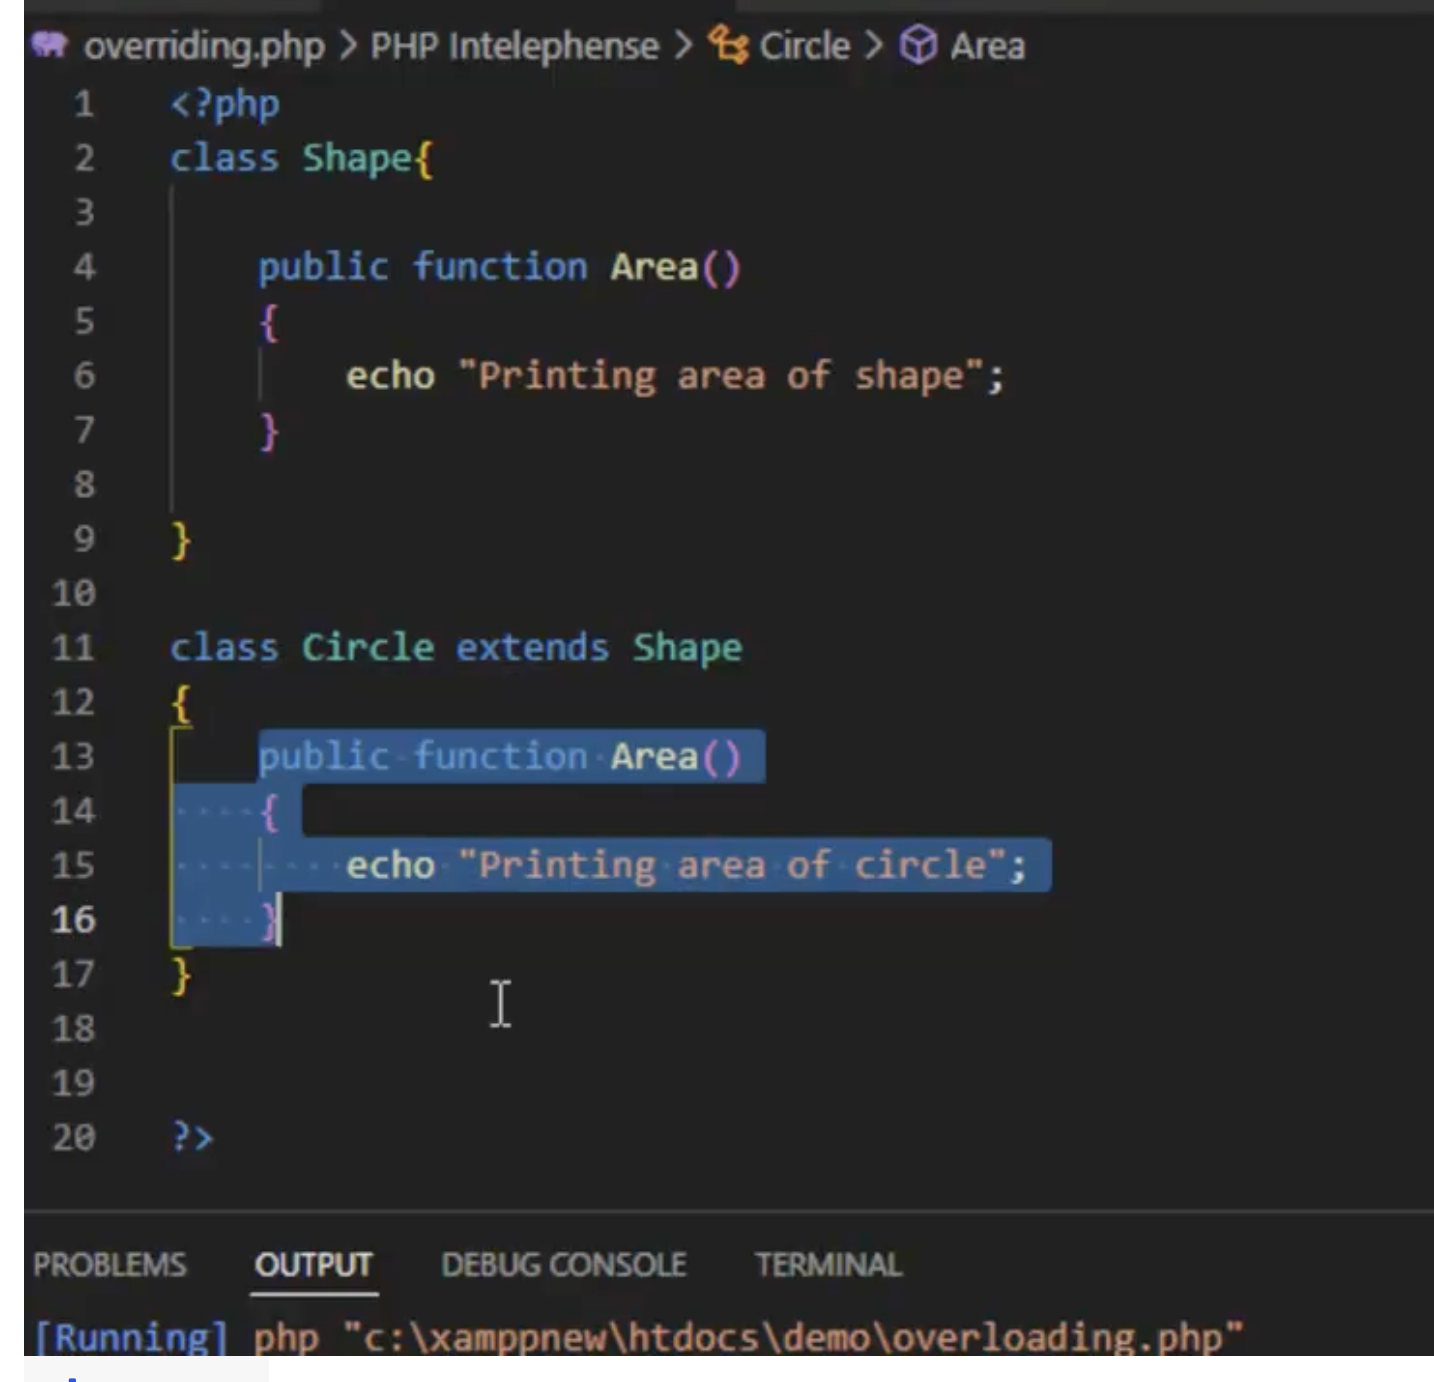 overriding.php > PHP Intelephense > Circle > Area
1 <?php
2 class Shape{
3
4 public function Area()
5 {
6 echo "Printing area of shape";
7 }
8
9 }
10
11 class Circle extends Shape
12 {
13 public function Area()
14 {
15 echo "Printing area of circle";
16 }
17 }
18
19
20 ?>
PROBLEMS OUTPUT DEBUG CONSOLE TERMINAL
[Running] php "c:\xamppnew\htdocs\demo\overloading.php"